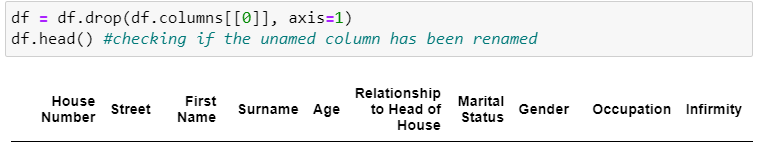 df = df.drop(df.columns[[0]], axis=1)
df.head() #checking if the unamed column has been renamed
House Number Street First Name Surname Age Relationship to Head of House Marital Status Gender Occupation Infirmity